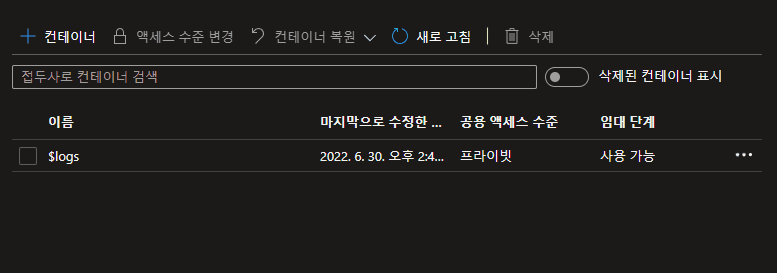 컨테이너 액세스 수준 변경 컨테이너 복원 새로 고침 삭제
접두사로 컨테이너 검색 삭제된 컨테이너 표시
이름 마지막으로 수정한 ... 공용 액세스 수준 임대 단계
$logs 2022. 6. 30. 오후 2:4... 프라이빗 사용 가능